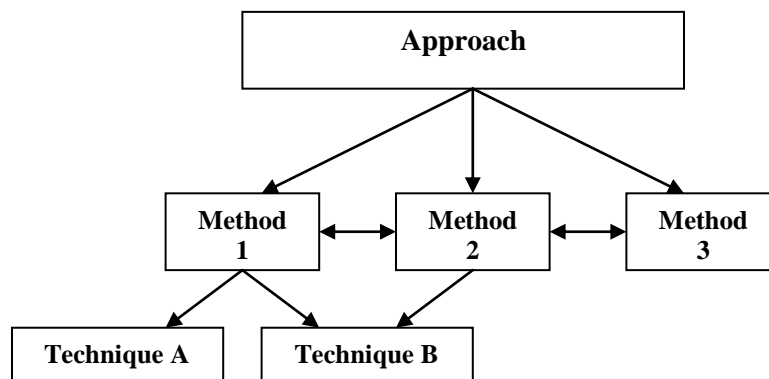 Approach
Method
1
Method
2
Method
3
Technique A
Technique B